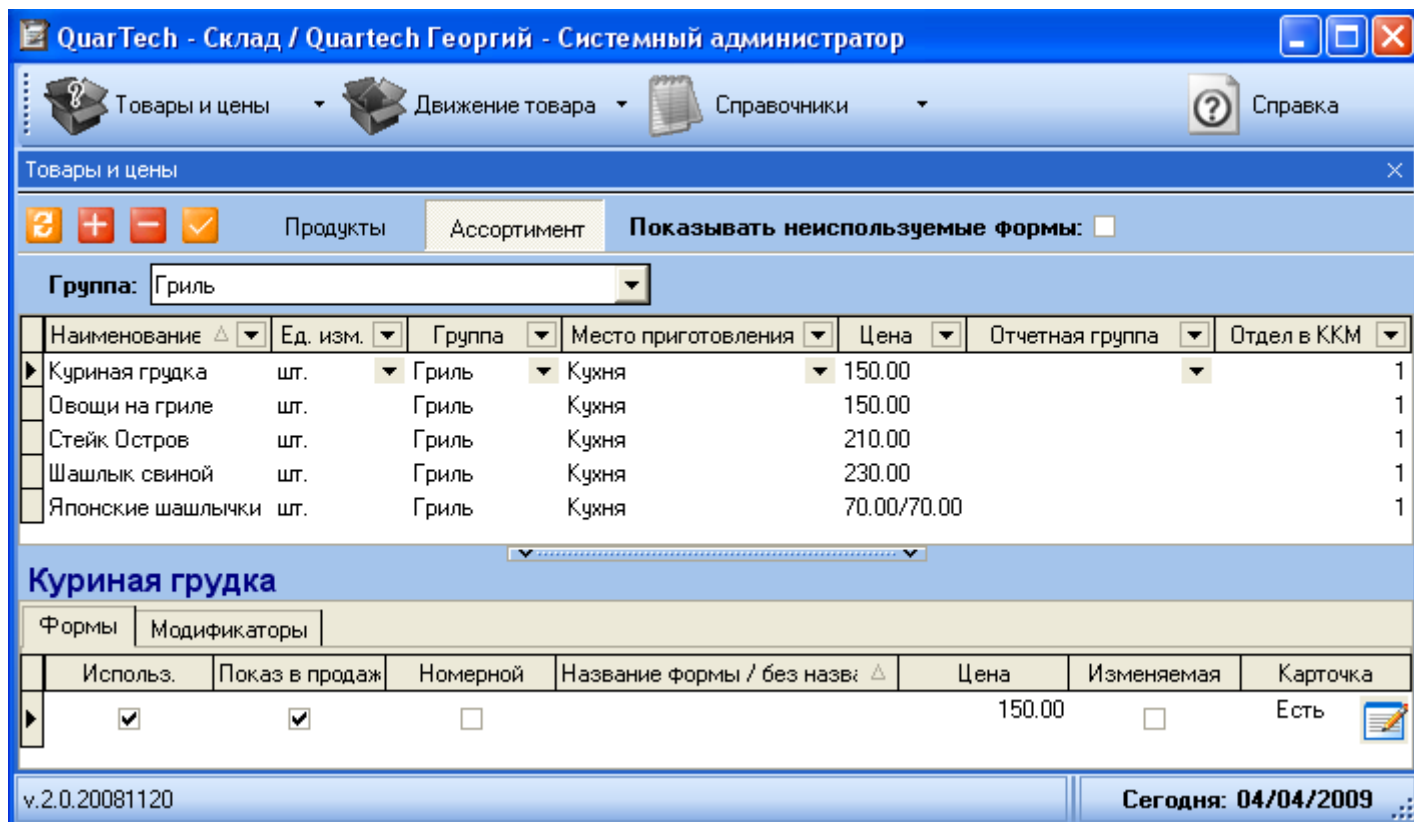 QuarTech - Склад / Quartech Георгий - Системный администратор
Товары и цены Движение товара Справочники Справка
Товары и цены
Продукты Ассортимент Показывать неиспользуемые формы:
Группа: Гриль
Наименование Ед. изм. Группа Место приготовления Цена Отчетная группа Отдел в ККМ
Куриная грудка шт. Гриль Кухня 150.00 1
Овощи на гриле шт. Гриль Кухня 150.00 1
Стейк Остров шт. Гриль Кухня 210.00 1
Шашлык свиной шт. Гриль Кухня 230.00 1
Японские шашлычки шт. Гриль Кухня 70.00/70.00 1
Куриная грудка
Формы Модификаторы
Использ. Показ в продаж Номерной Название формы / без назва Цена Изменяемая Карточка
150.00 Есть
v.2.0.20081120 Сегодня: 04/04/2009